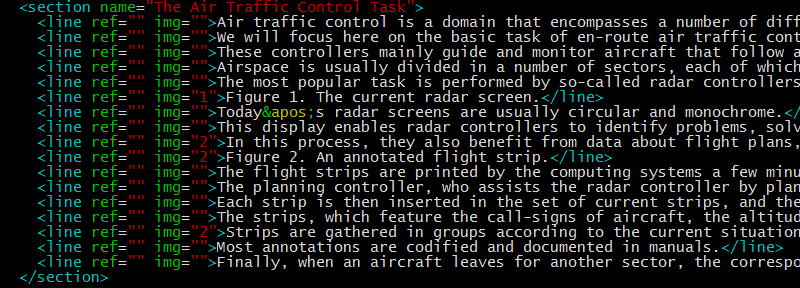 <section name="The Air Traffic Control Task">
<line ref="" img="">Air traffic control is a domain that encompasses a number of diff
<line ref="" img="">We will focus here on the basic task of en-route air traffic cont
<line ref="" img="">These controllers mainly guide and monitor aircraft that follow a
<line ref="" img="">Airspace is usually divided in a number of sectors, each of which
<line ref="" img="">The most popular task is performed by so-called radar controllers
<line ref="" img="1">Figure 1. The current radar screen.</line>
<line ref="" img="">Today&apos;s radar screens are usually circular and monochrome.</
<line ref="" img="">This display enables radar controllers to identify problems, solv
<line ref="" img="2">In this process, they also benefit from data about flight plans,
<line ref="" img="2">Figure 2. An annotated flight strip.</line>
<line ref="" img="">The flight strips are printed by the computing systems a few minu
<line ref="" img="">The planning controller, who assists the radar controller by plan
<line ref="" img="">Each strip is then inserted in the set of current strips, and the
<line ref="" img="">The strips, which feature the call-signs of aircraft, the altitud
<line ref="" img="2">Strips are gathered in groups according to the current situation
<line ref="" img="">Most annotations are codified and documented in manuals.</line>
<line ref="" img="">Finally, when an aircraft leaves for another sector, the correspo
</section>